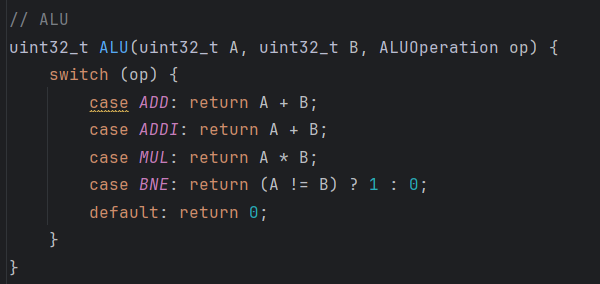 // ALU
uint32_t ALU(uint32_t A, uint32_t B, ALUOperation op) {
    switch (op) {
        case ADD: return A + B;
        case ADDI: return A + B;
        case MUL: return A * B;
        case BNE: return (A != B) ? 1 : 0;
        default: return 0;
    }
}